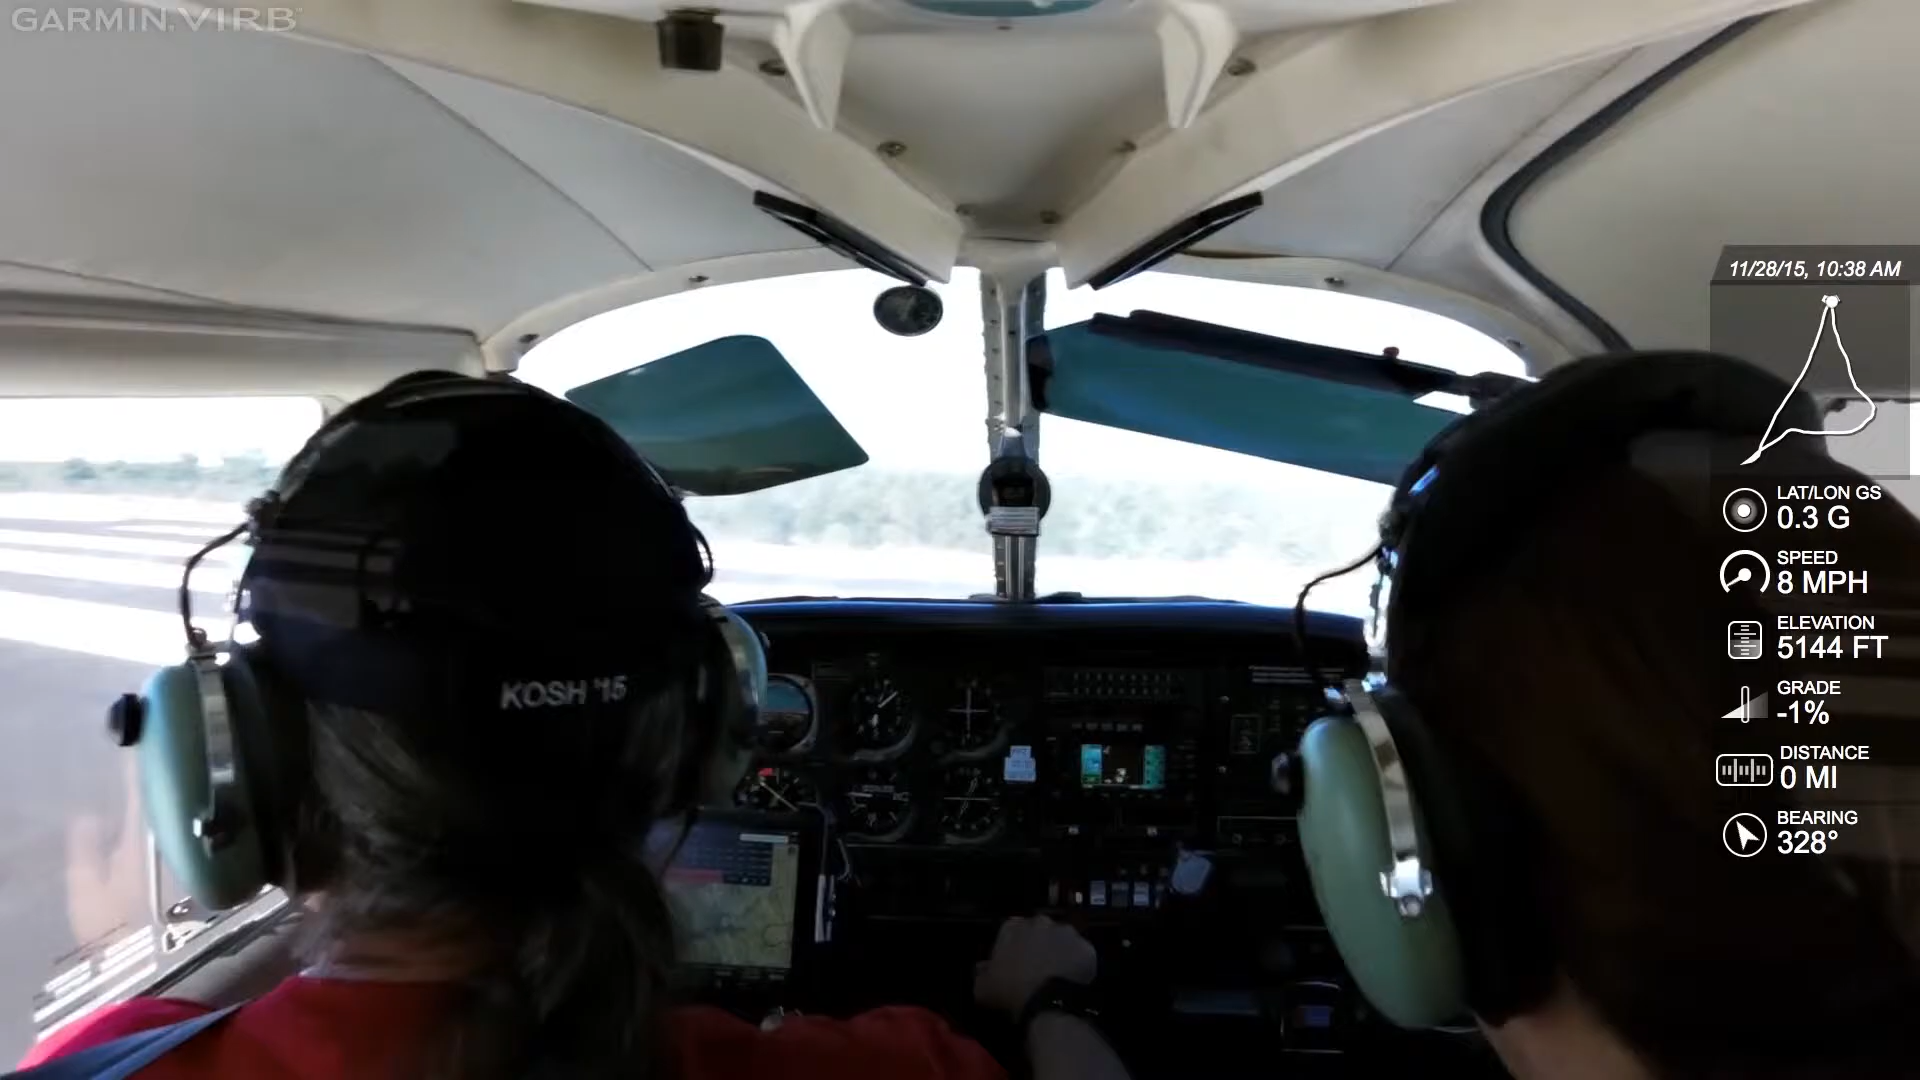 GARMIN.VIRB™
11/28/15, 10:38 AM
LAT/LON GS
0.3 G
SPEED
8 MPH
ELEVATION
5144 FT
GRADE
-1%
DISTANCE
0 MI
BEARING
328°
KOSH '15